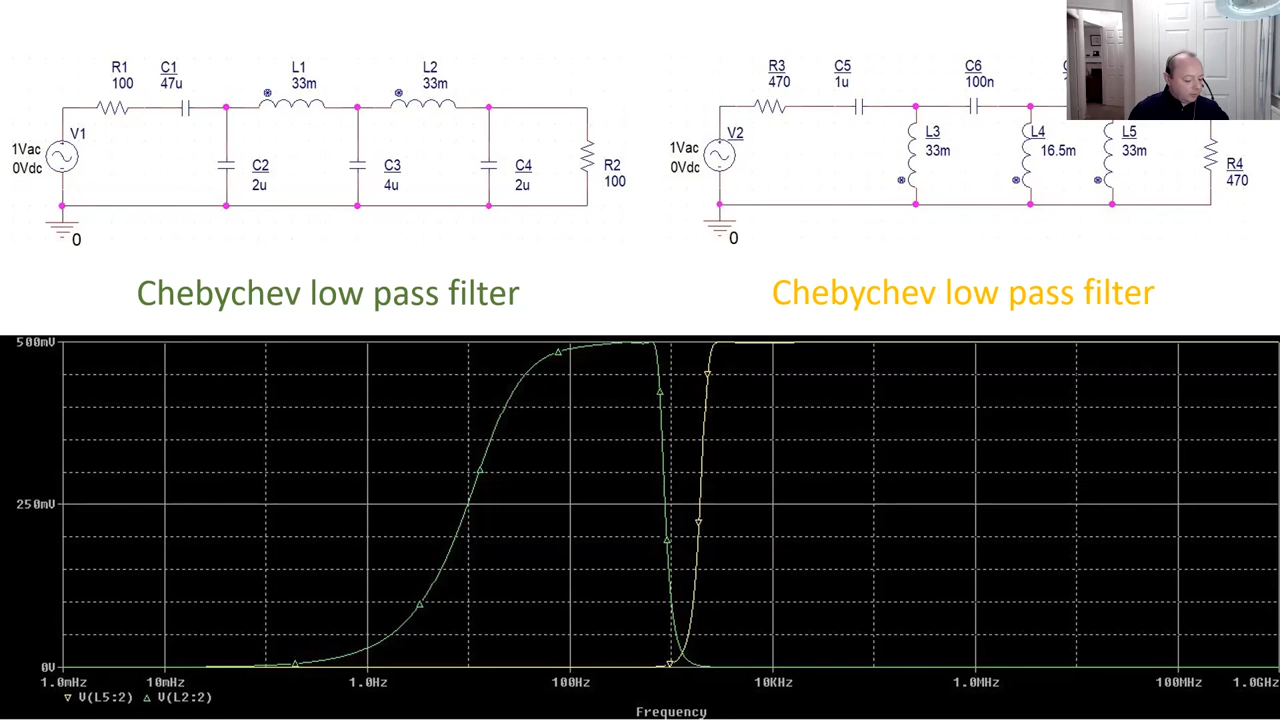 R1 C1 L1 L2
100 47u 33m 33m
V1
1Vac
0Vdc
C2 C3 C4 R2
2u 4u 2u 100
0
R3 C5 C6
470 1u 100n
V2 L3 L4 L5
1Vac 33m 16.5m 33m
0Vdc
R4
470
0
Chebychev low pass filter
Chebychev low pass filter
500mV
250mV
0V
1.0mHz 10mHz 1.0Hz 100Hz 10KHz 1.0MHz 100MHz 1.0GHz
V(L5:2) V(L2:2)
Frequency